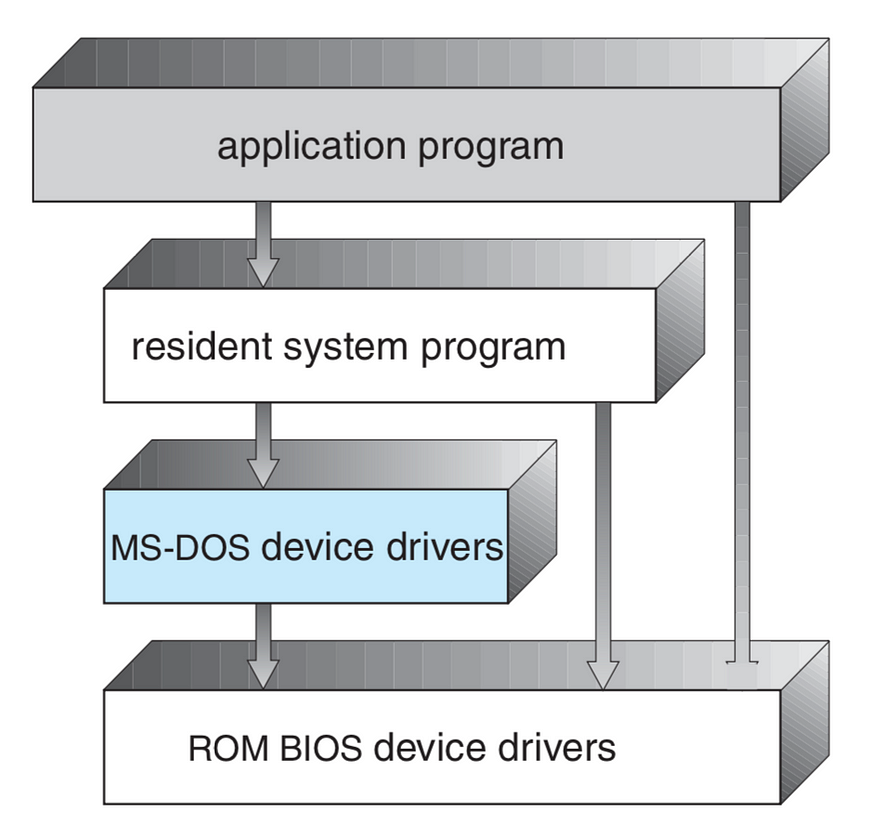 application program
resident system program
MS-DOS device drivers
ROM BIOS device drivers